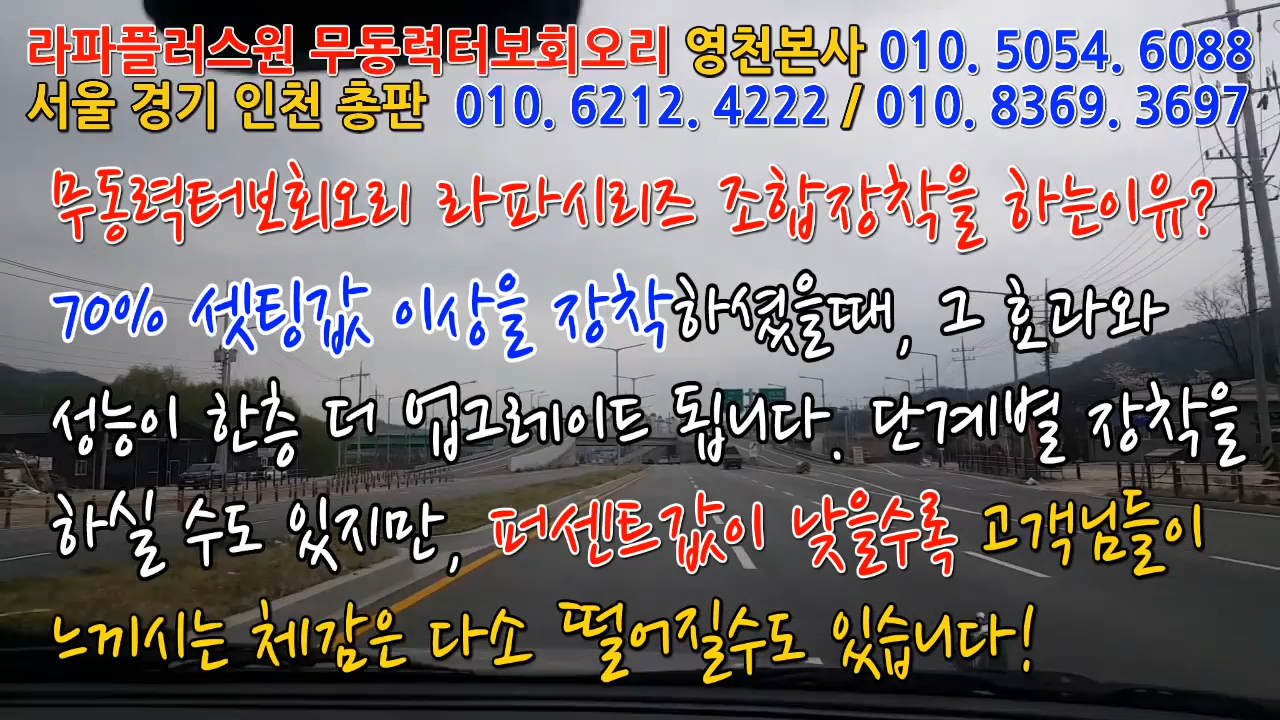 라파플러스원 무동력터보회오리 영천본사 010. 5054. 6088
서울 경기 인천 총판 010. 6212. 4222 / 010. 8369. 3697
무동력터보회오리 라파시리즈 조합장착을 하는이유?
70% 셋팅값 이상을 장착하셨을때, 그 효과와
성능이 한층 더 업그레이트 됩니다. 단계별 장착을
하실 수도 있지만, 퍼센트값이 낮을수록 고객님들이
느끼시는 체감은 다소 떨어질수도 있습니다!